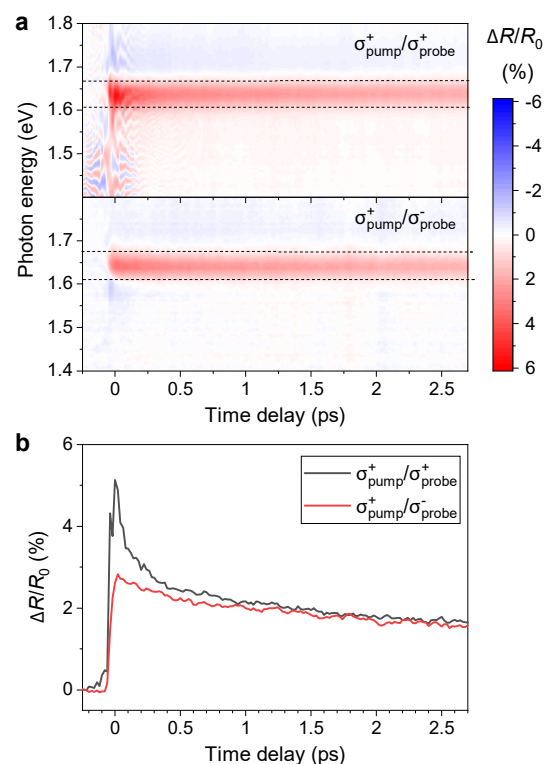 a
σ⁺pump/σ⁺probe
σ⁺pump/σ⁻probe
Photon energy (eV)
1.8
1.7
1.6
1.5
1.7
1.6
1.5
1.4
0
0.5
1
1.5
2
2.5
Time delay (ps)
ΔR/R₀
(%)
-6
-4
-2
0
2
4
6
b
σ⁺pump/σ⁺probe
σ⁺pump/σ⁻probe
ΔR/R₀ (%)
6
4
2
0
0
0.5
1
1.5
2
2.5
Time delay (ps)